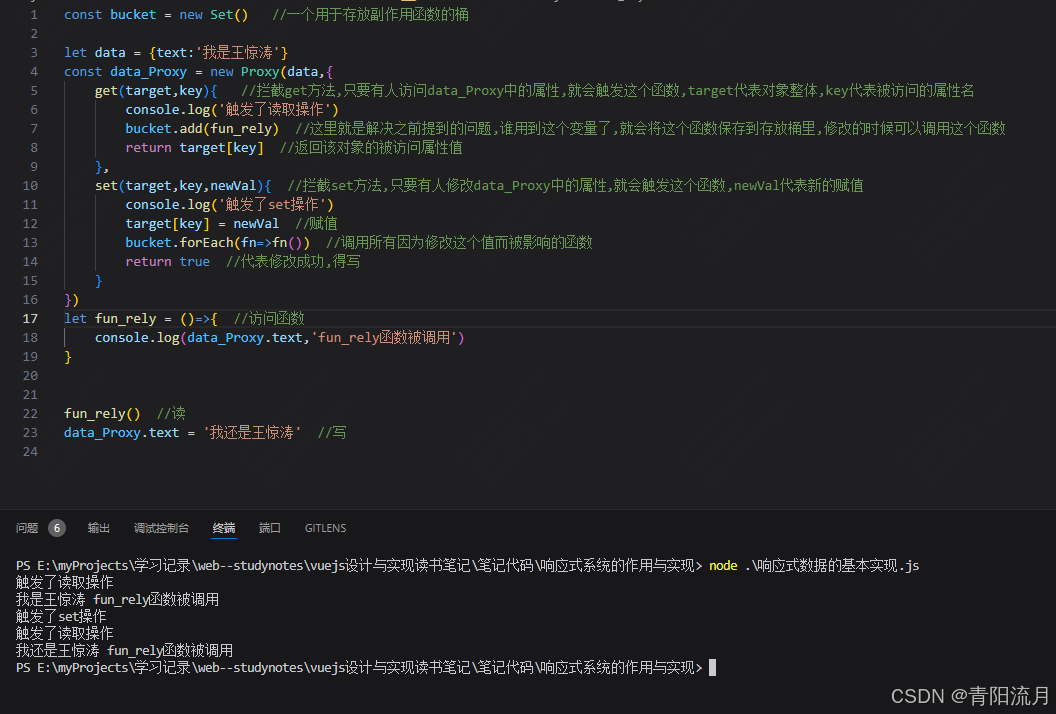 1 const bucket = new Set()   //一个用于存放副作用函数的桶
2
3 let data = {text:'我是王惊涛'}
4 const data_Proxy = new Proxy(data,{
5     get(target,key){   //拦截get方法,只要有人访问data_Proxy中的属性,就会触发这个函数,target代表对象整体,key代表被访问的属性名
6         console.log('触发了读取操作')
7         bucket.add(fun_rely)  //这里就是解决之前提到的问题,谁用到这个变量了,就会将这个函数保存到存放桶里,修改的时候可以调用这个函数
8         return target[key]  //返回该对象的被访问属性值
9     },
10     set(target,key,newVal){  //拦截set方法,只要有人修改data_Proxy中的属性,就会触发这个函数,newVal代表新的赋值
11         console.log('触发了set操作')
12         target[key] = newVal  //赋值
13         bucket.forEach(fn=>fn())  //调用所有因为修改这个值而被影响的函数
14         return true  //代表修改成功,得写
15     }
16 })
17 let fun_rely = ()=>{  //访问函数
18     console.log(data_Proxy.text,'fun_rely函数被调用')
19 }
20
21
22 fun_rely()  //读
23 data_Proxy.text = '我还是王惊涛'  //写
24
问题 6 输出 调试控制台 终端 端口 GITLENS
PS E:\myProjects\学习记录\web--studynotes\vuejs设计与实现读书笔记\笔记代码\响应式系统的作用与实现> node .\响应式数据的基本实现.js
触发了读取操作
我是王惊涛 fun_rely函数被调用
触发了set操作
触发了读取操作
我还是王惊涛 fun_rely函数被调用
PS E:\myProjects\学习记录\web--studynotes\vuejs设计与实现读书笔记\笔记代码\响应式系统的作用与实现>
CSDN @青阳流月